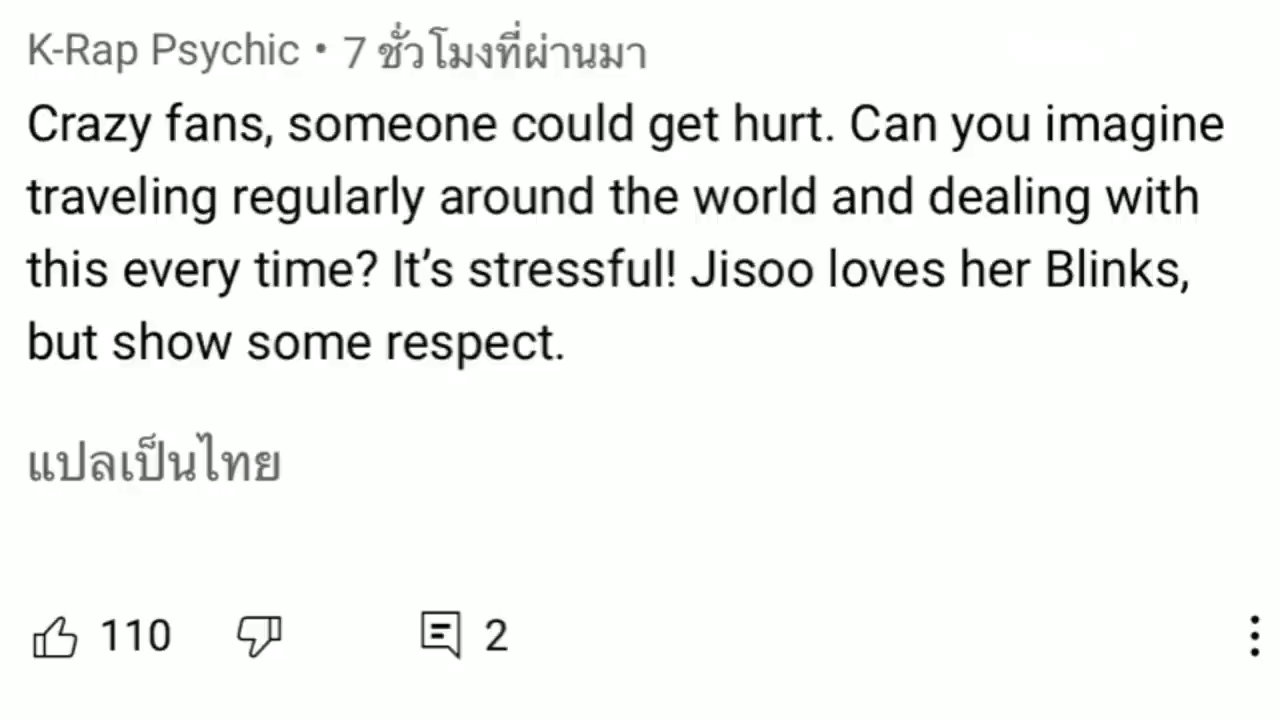 K-Rap Psychic • 7 ชั่วโมงที่ผ่านมา
Crazy fans, someone could get hurt. Can you imagine
traveling regularly around the world and dealing with
this every time? It’s stressful! Jisoo loves her Blinks,
but show some respect.
แปลเป็นไทย
110 2